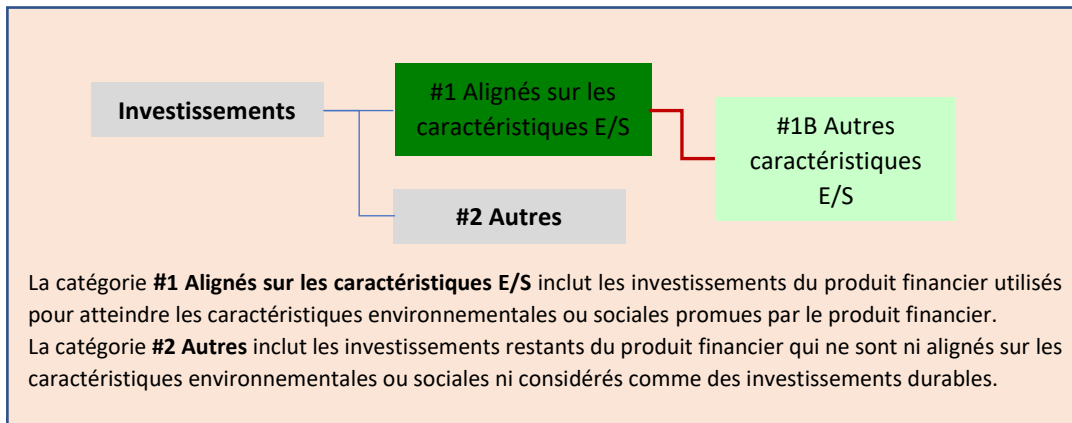 Investissements
#1 Alignés sur les
caractéristiques E/S
#1B Autres
caractéristiques
E/S
#2 Autres
La catégorie #1 Alignés sur les caractéristiques E/S inclut les investissements du produit financier utilisés
pour atteindre les caractéristiques environnementales ou sociales promues par le produit financier.
La catégorie #2 Autres inclut les investissements restants du produit financier qui ne sont ni alignés sur les
caractéristiques environnementales ou sociales ni considérés comme des investissements durables.